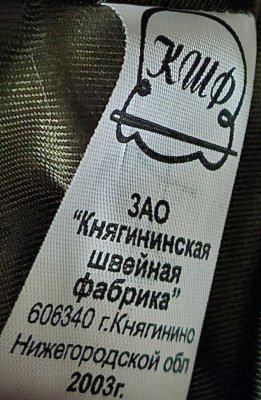 КШФ
ЗАО
"Княгининская
швейная
фабрика"
606340 г.Княгинино
Нижегородской обл
2003г.